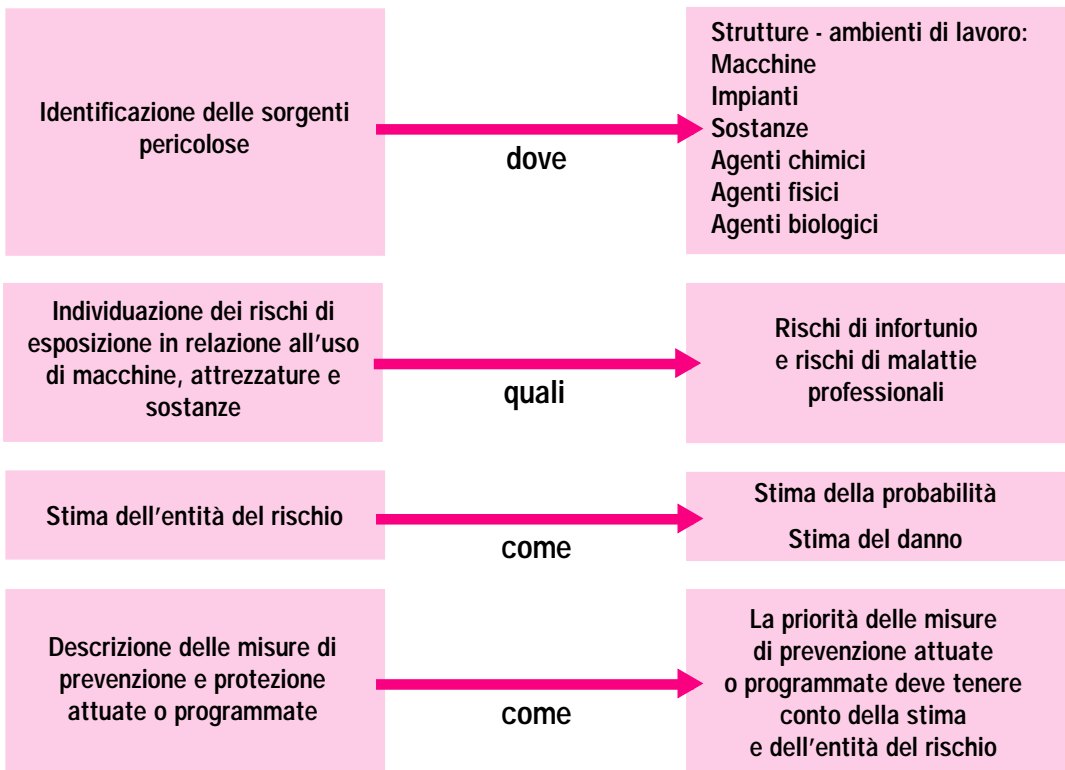 Identificazione delle sorgenti
pericolose
dove
Strutture - ambienti di lavoro:
Macchine
Impianti
Sostanze
Agenti chimici
Agenti fisici
Agenti biologici
Individuazione dei rischi di
esposizione in relazione all'uso
di macchine, attrezzature e
sostanze
quali
Rischi di infortunio
e rischi di malattie
professionali
Stima dell'entità del rischio
come
Stima della probabilità
Stima del danno
Descrizione delle misure di
prevenzione e protezione
attuate o programmate
come
La priorità delle misure
di prevenzione attuate
o programmate deve tenere
conto della stima
e dell'entità del rischio